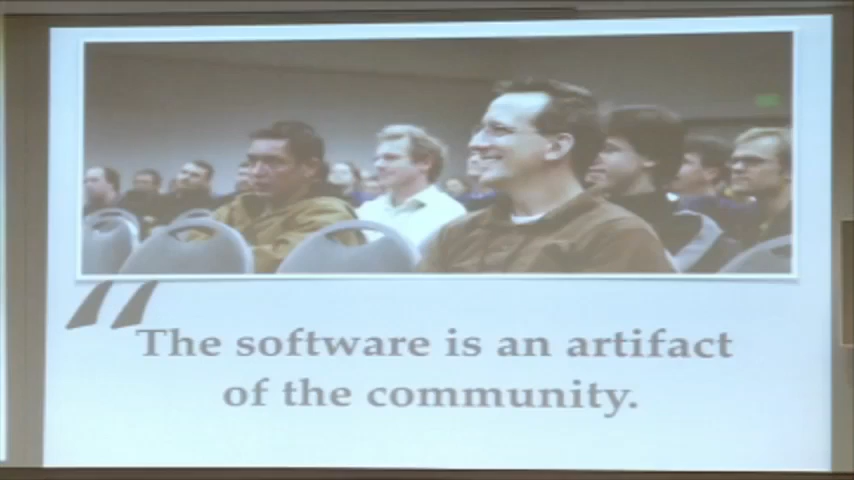 “The software is an artifact
of the community.